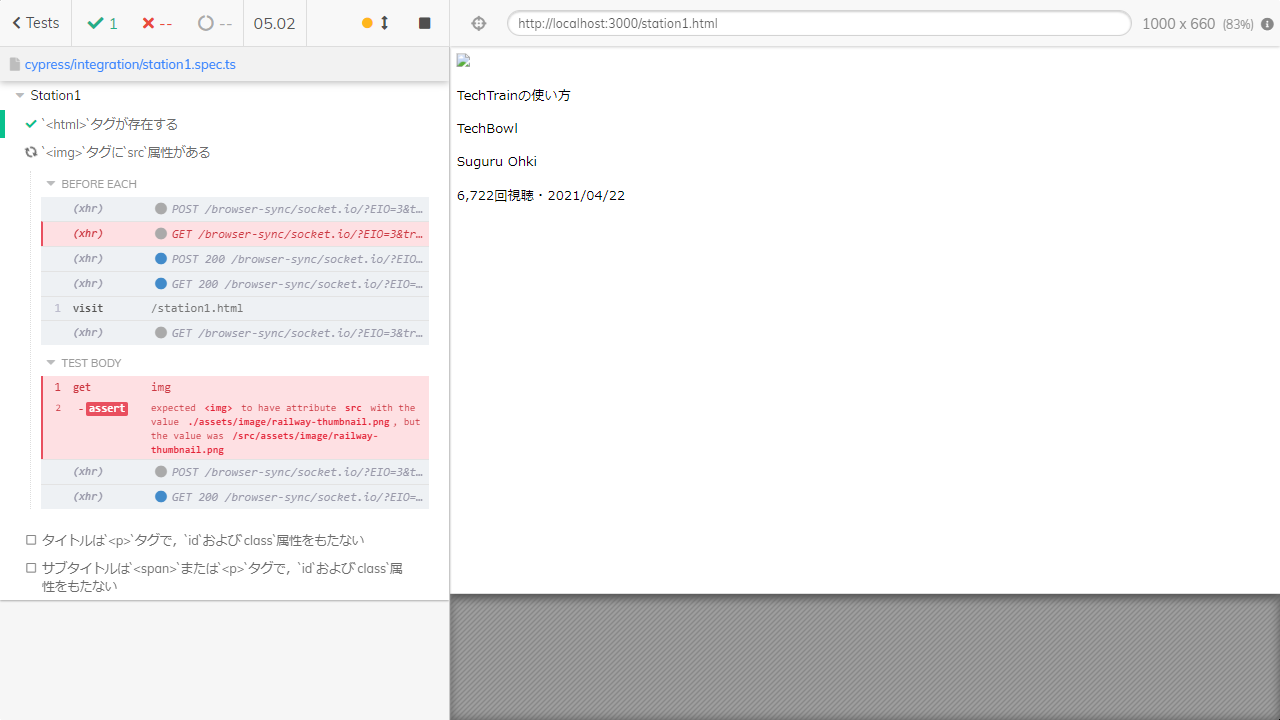 Tests
1
--
--
05.02
http://localhost:3000/station1.html
1000 x 660 (83%)
cypress/integration/station1.spec.ts
Station1
`<html>`タグが存在する
`<img>`タグに`src`属性がある
BEFORE EACH
(xhr) POST /browser-sync/socket.io/?EIO=3&t…
(xhr) GET /browser-sync/socket.io/?EIO=3&tr…
(xhr) POST 200 /browser-sync/socket.io/?EIO…
(xhr) GET 200 /browser-sync/socket.io/?EIO=…
1 visit /station1.html
(xhr) GET /browser-sync/socket.io/?EIO=3&tr…
TEST BODY
1 get img
2 - assert expected <img> to have attribute src with the
value ./assets/image/railway-thumbnail.png , but
the value was /src/assets/image/railway-
thumbnail.png
(xhr) POST /browser-sync/socket.io/?EIO=3&t…
(xhr) GET 200 /browser-sync/socket.io/?EIO=…
タイトルは`<p>`タグで，`id`および`class`属性をもたない
サブタイトルは`<span>`または`<p>`タグで，`id`および`class`属
性をもたない
TechTrainの使い方
TechBowl
Suguru Ohki
6,722回視聴・2021/04/22